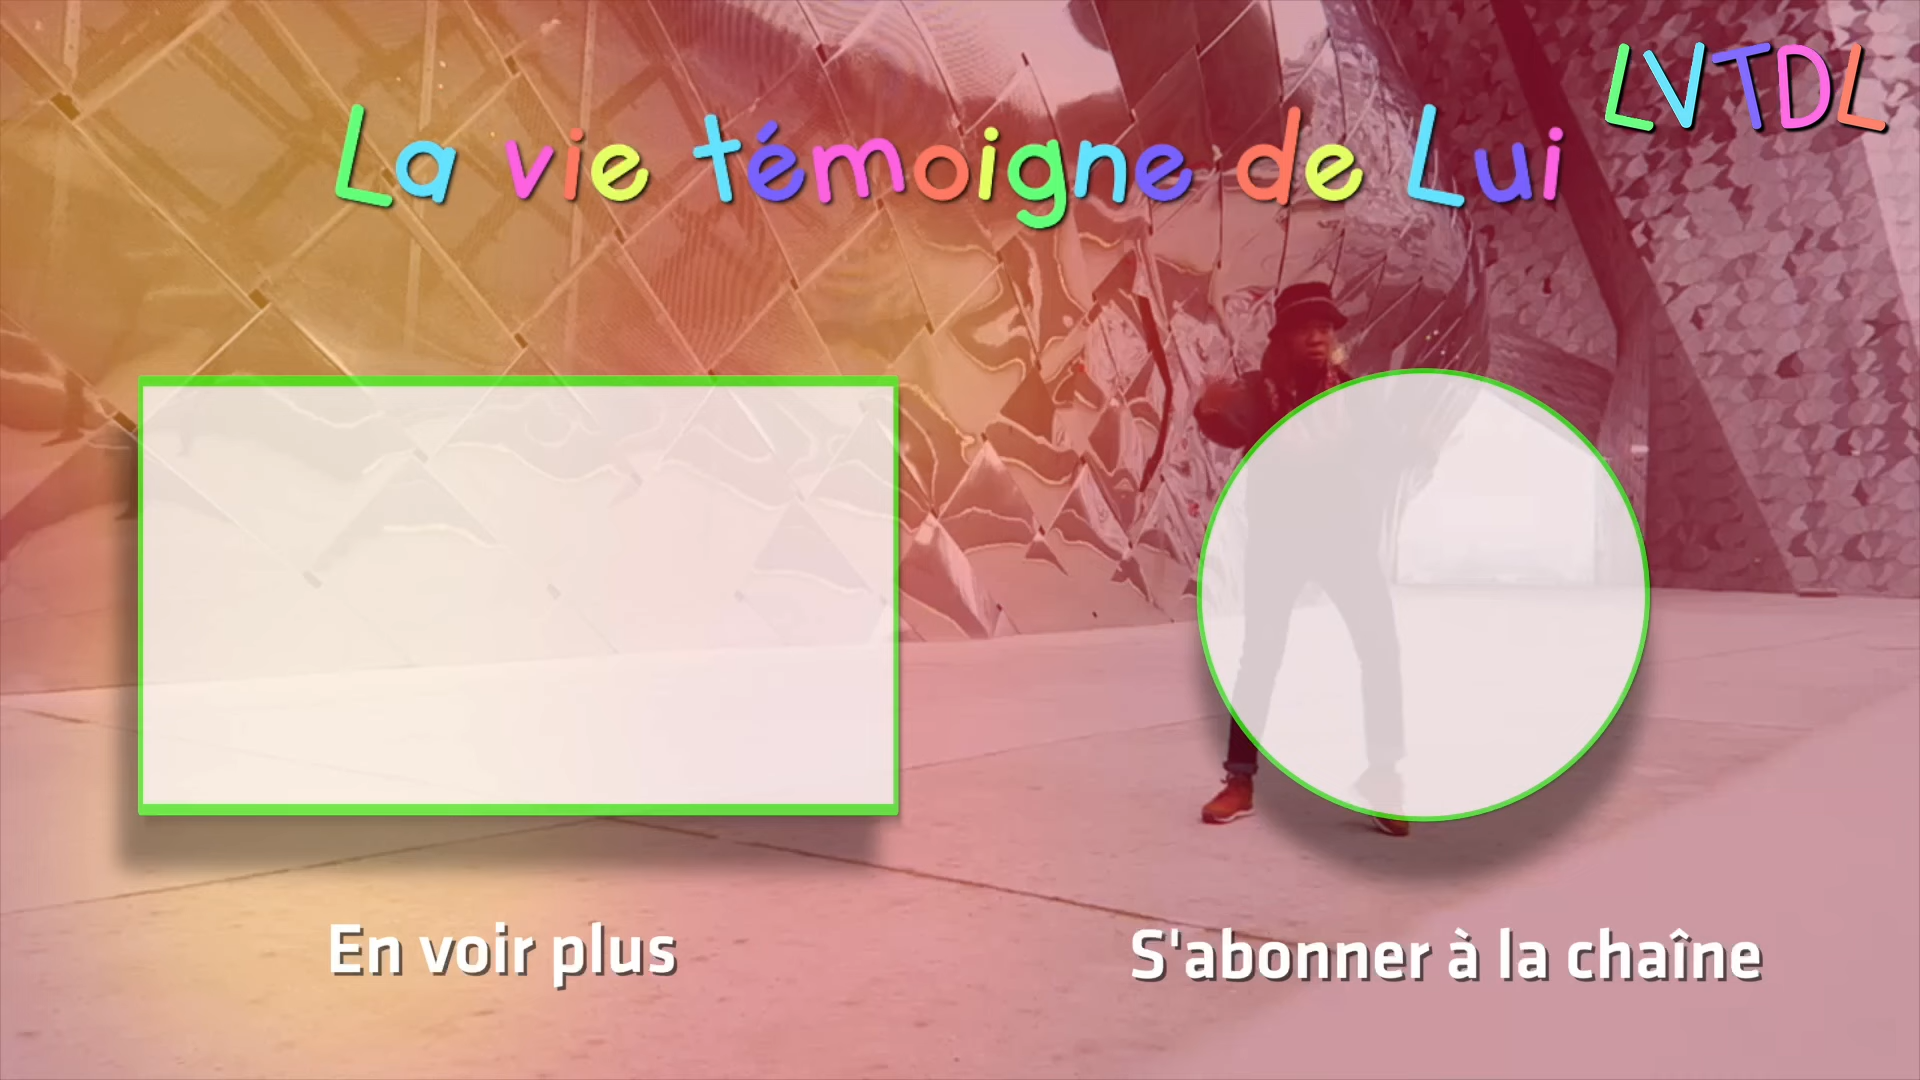 LVTDL
La vie témoigne de Lui
En voir plus
S'abonner à la chaîne